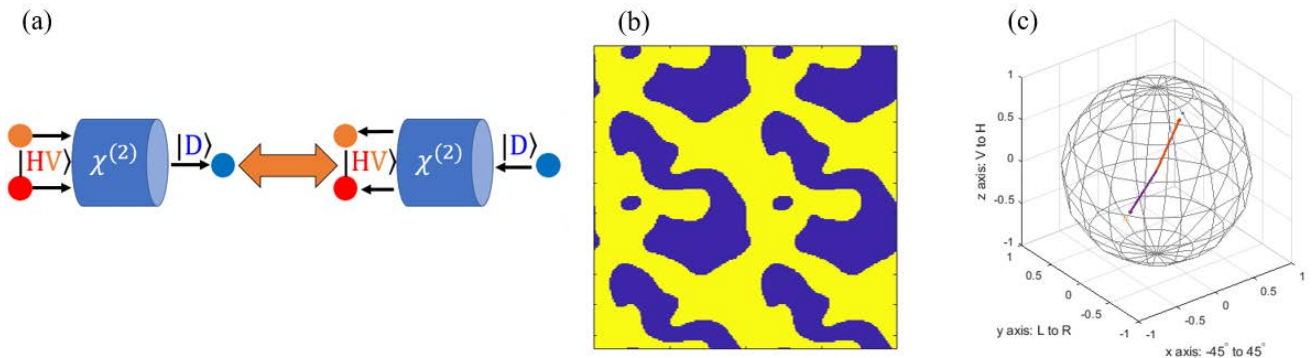 (a)
|HV⟩
χ(2)
|D⟩
|HV⟩
χ(2)
|D⟩
(b)
(c)
z axis: V to H
1
0.5
0
-0.5
-1
1
0.5
0
-0.5
-1
y axis: L to R
-1
-0.5
0
0.5
1
x axis: -45° to 45°